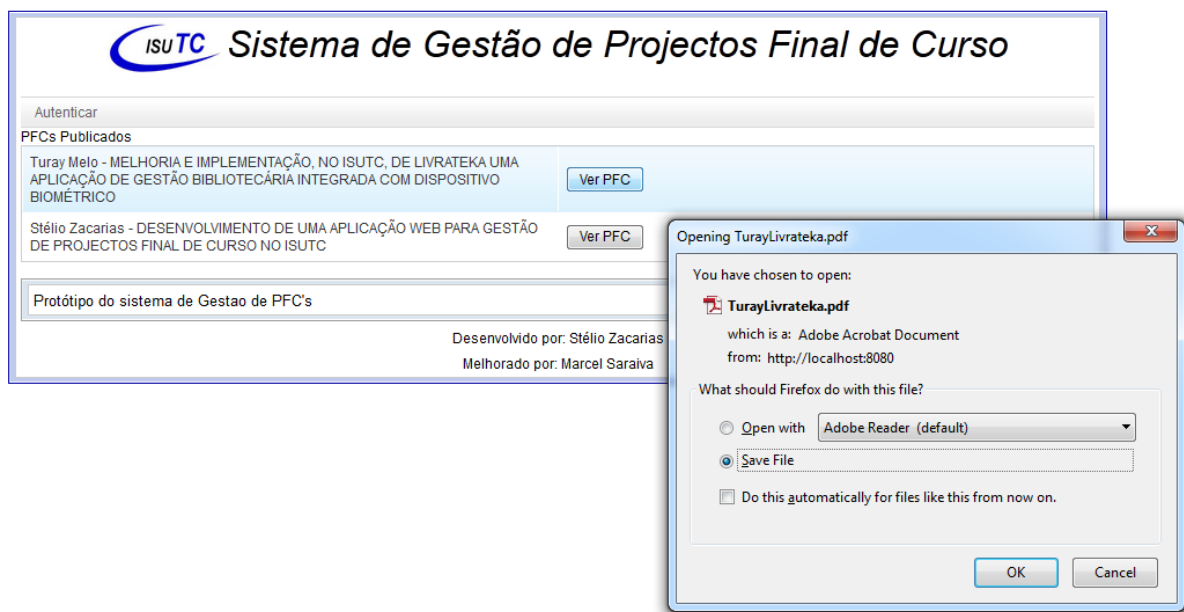 ISUTC Sistema de Gestão de Projectos Final de Curso
Autenticar
PFCs Publicados
Turay Melo - MELHORIA E IMPLEMENTAÇÃO, NO ISUTC, DE LIVRATEKA UMA
APLICAÇÃO DE GESTÃO BIBLIOTECÁRIA INTEGRADA COM DISPOSITIVO
BIOMÉTRICO
Ver PFC
Stélio Zacarias - DESENVOLVIMENTO DE UMA APLICAÇÃO WEB PARA GESTÃO
DE PROJECTOS FINAL DE CURSO NO ISUTC
Ver PFC
Protótipo do sistema de Gestao de PFC's
Desenvolvido por: Stélio Zacarias
Melhorado por: Marcel Saraiva
Opening TurayLivrateka.pdf
You have chosen to open:
TurayLivrateka.pdf
which is a: Adobe Acrobat Document
from: http://localhost:8080
What should Firefox do with this file?
Open with Adobe Reader (default)
Save File
Do this automatically for files like this from now on.
OK Cancel